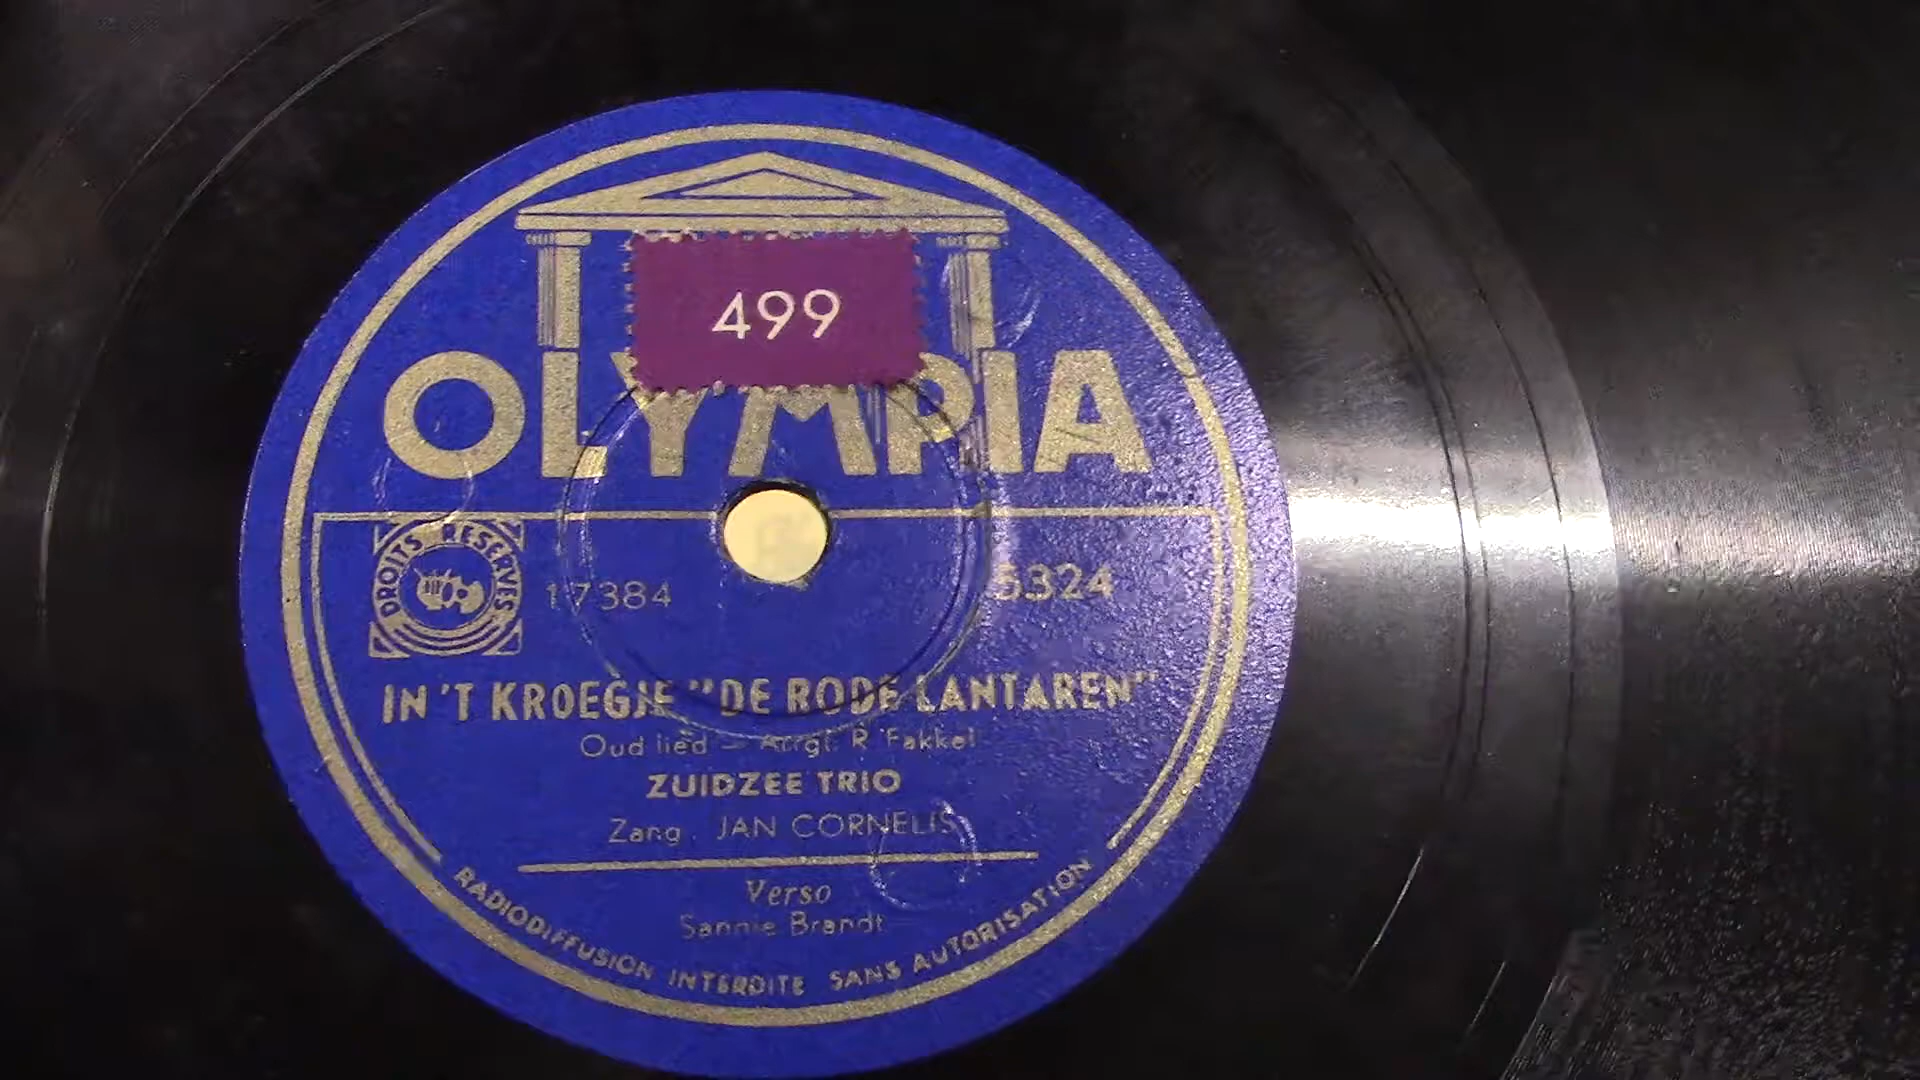 499
OLYMPIA
DROITS RESERVES
17384
5324
IN 'T KROEGJE "DE RODE LANTAREN"
Oud lied — Arrgt. R. Fakkel
ZUIDZEE TRIO
Zang. JAN CORNELIS
Verso
Sannie Brandt
RADIODIFFUSION INTERDITE SANS AUTORISATION